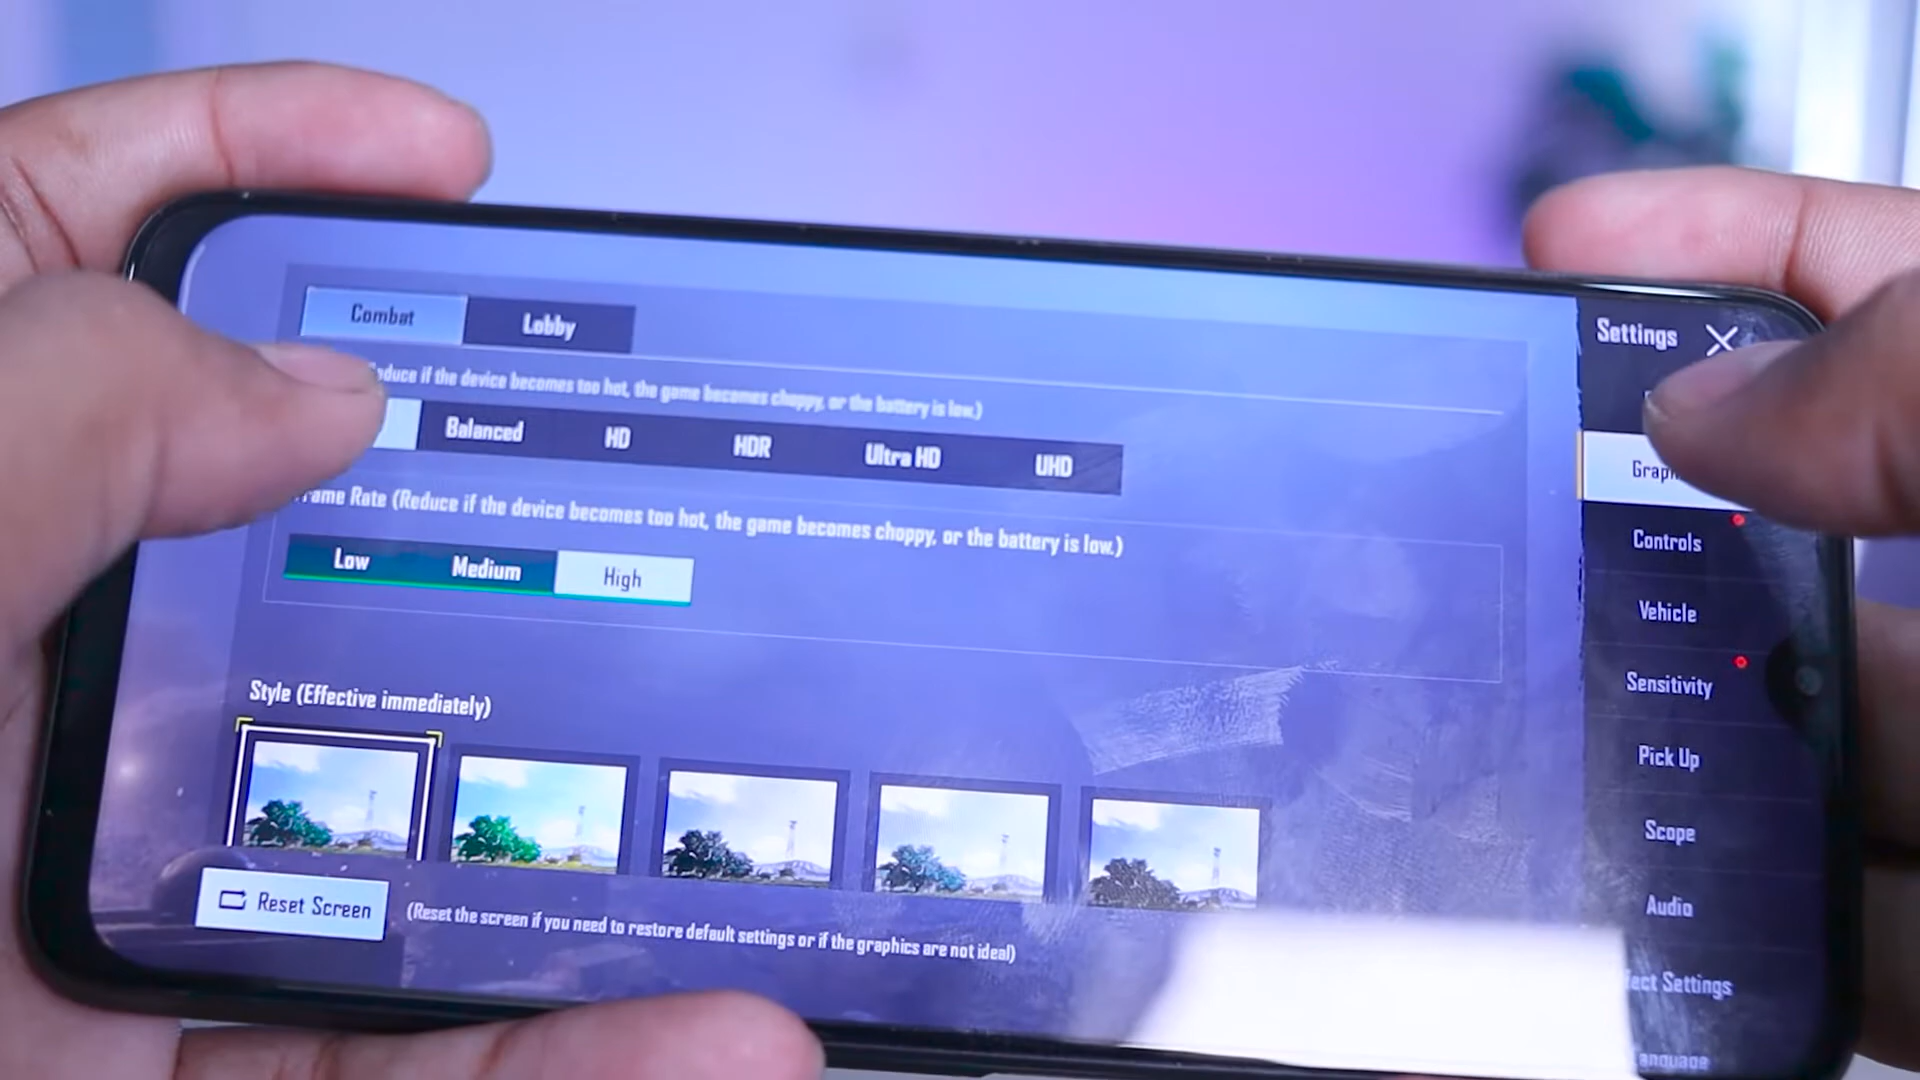 Combat
Lobby
if the device becomes too hot, the game becomes choppy, or the battery is low.)
Balanced
HD
HDR
Ultra HD
UHD
Rate (Reduce if the device becomes too hot, the game becomes choppy, or the battery is low.)
Low
Medium
High
Style (Effective immediately)
Reset Screen
(Reset the screen if you need to restore default settings or if the graphics are not ideal)
Settings
Controls
Vehicle
Sensitivity
Pick Up
Scope
Audio
Settings